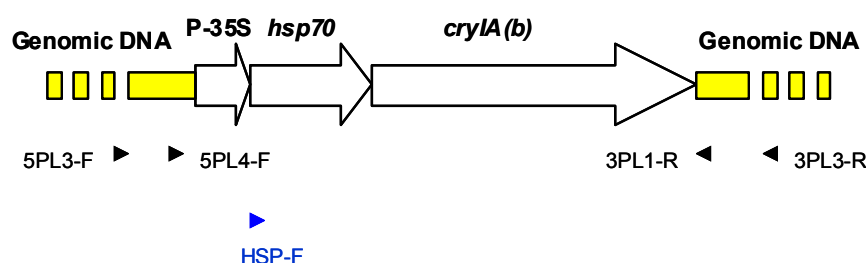 P-35S hsp70 cryIA(b)
Genomic DNA Genomic DNA
5PL3-F 5PL4-F 3PL1-R 3PL3-R
HSP-F